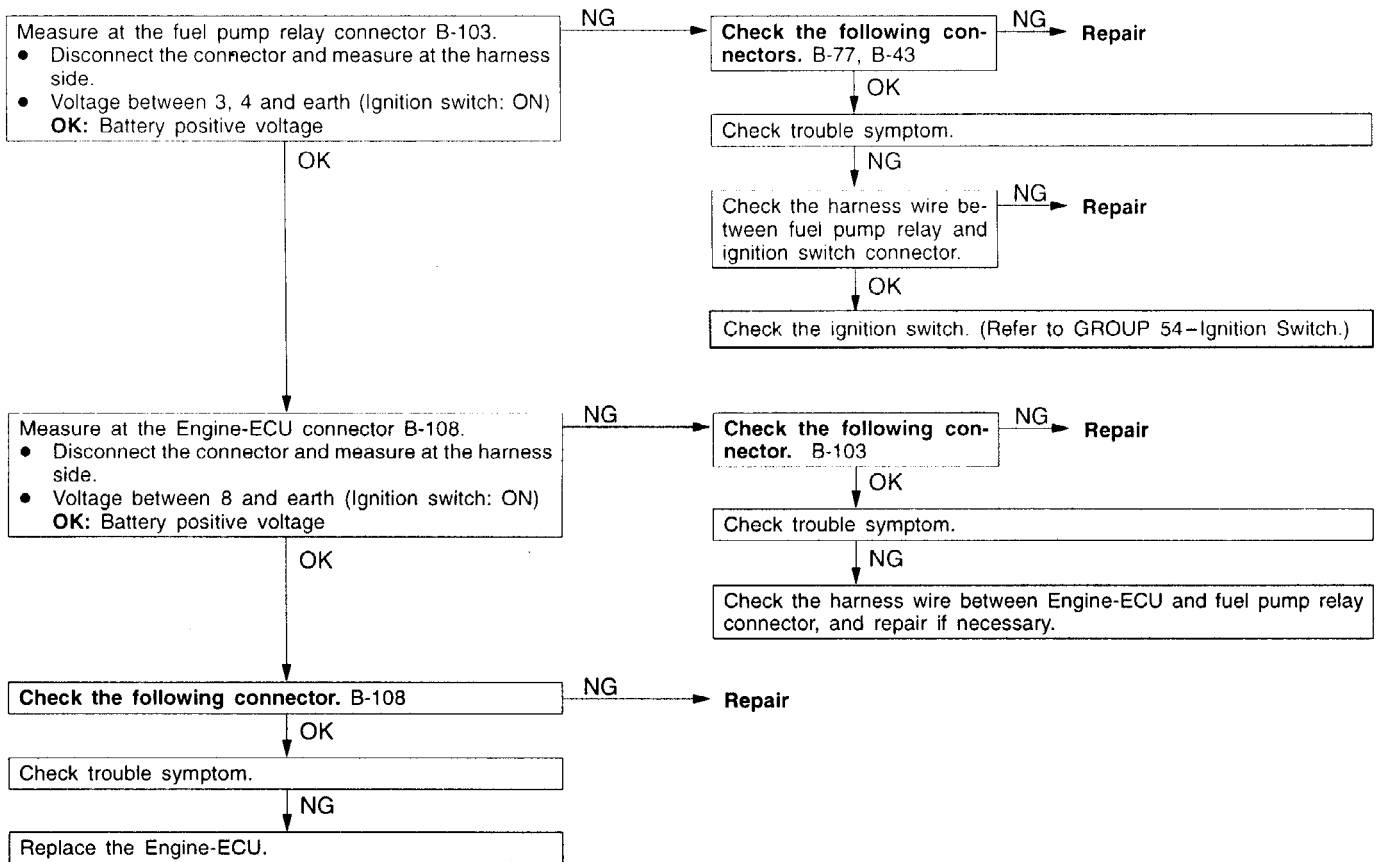 Measure at the fuel pump relay connector B-103.
● Disconnect the connector and measure at the harness
side.
● Voltage between 3, 4 and earth (Ignition switch: ON)
OK: Battery positive voltage
NG
Check the following con-
nectors. B-77, B-43
NG
Repair
OK
Check trouble symptom.
NG
Check the harness wire be-
tween fuel pump relay and
ignition switch connector.
NG
Repair
OK
Check the ignition switch. (Refer to GROUP 54–Ignition Switch.)
OK
Measure at the Engine-ECU connector B-108.
● Disconnect the connector and measure at the harness
side.
● Voltage between 8 and earth (Ignition switch: ON)
OK: Battery positive voltage
NG
Check the following con-
nector. B-103
NG
Repair
OK
Check trouble symptom.
NG
Check the harness wire between Engine-ECU and fuel pump relay
connector, and repair if necessary.
OK
Check the following connector. B-108
NG
Repair
OK
Check trouble symptom.
NG
Replace the Engine-ECU.